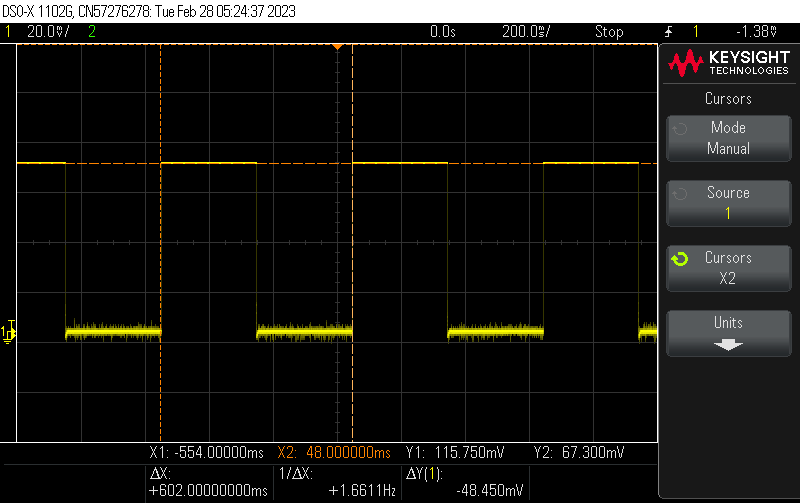 DSO-X 1102G, CN57276278: Tue Feb 28 05:24:37 2023
1 20.0V/ 2 0.0s 200.0ms/ Stop 1 -1.38V
KEYSIGHT
TECHNOLOGIES
Cursors
Mode
Manual
Source
1
Cursors
X2
Units
1
T
X1: -554.00000ms X2: 48.000000ms Y1: 115.750mV Y2: 67.300mV
ΔX:
+602.00000000ms
1/ΔX:
+1.6611Hz
ΔY(1):
-48.450mV